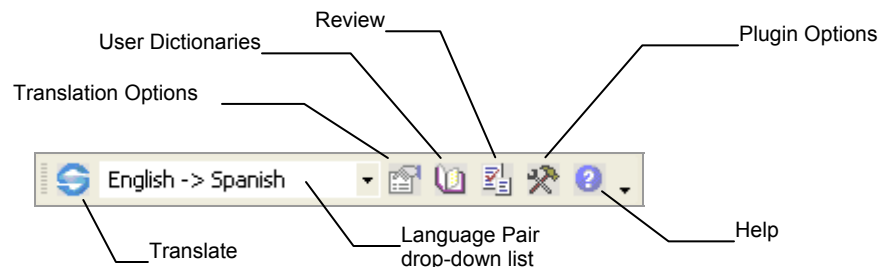 Review
User Dictionaries
Plugin Options
Translation Options
English -> Spanish
Translate
Language Pair
drop-down list
Help